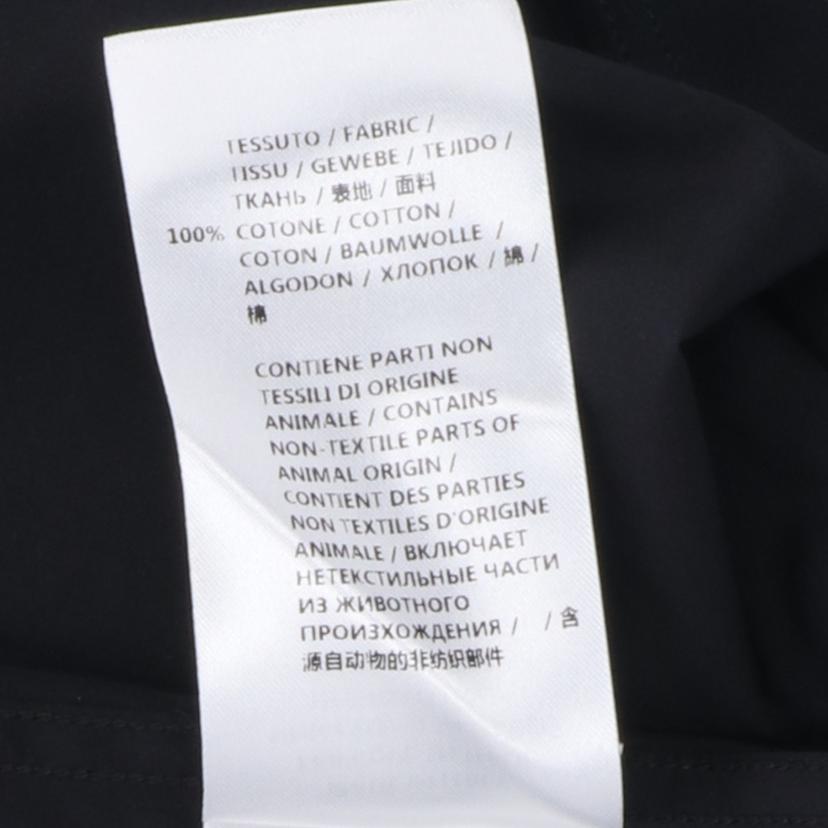 TESSUTO / FABRIC /
TISSU / GEWEBE / TEJIDO /
ТКАНЬ / 表地 / 面料
100% COTONE / COTTON /
COTON / BAUMWOLLE /
ALGODON / ХЛОПОК / 綿 /
棉
CONTIENE PARTI NON
TESSILI DI ORIGINE
ANIMALE / CONTAINS
NON-TEXTILE PARTS OF
ANIMAL ORIGIN /
CONTIENT DES PARTIES
NON TEXTILES D'ORIGINE
ANIMALE / ВКЛЮЧАЕТ
НЕТЕКСТИЛЬНЫЕ ЧАСТИ
ИЗ ЖИВОТНОГО
ПРОИЗХОЖДЕНИЯ / / 含
源自动物的非纺织部件